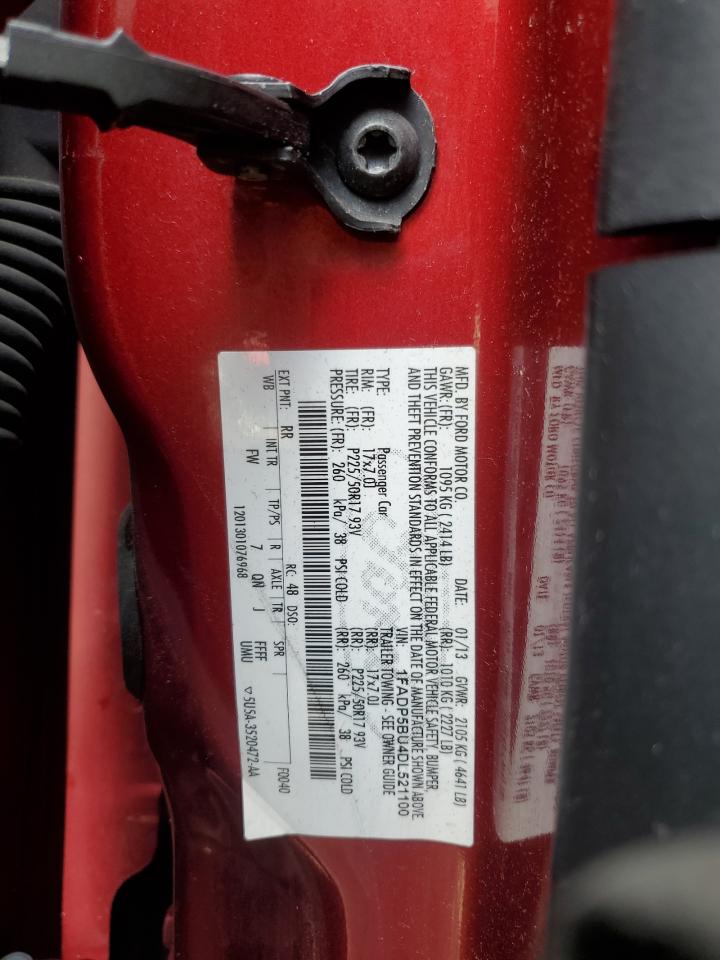 MFD. BY FORD MOTOR CO. DATE: 01/13 GVWR: 2105 KG ( 4641 LB)
GAWR: (FR): 1095 KG ( 2414 LB) (RR): 1010 KG ( 2227 LB)
THIS VEHICLE CONFORMS TO ALL APPLICABLE FEDERAL MOTOR VEHICLE SAFETY, BUMPER,
AND THEFT PREVENTION STANDARDS IN EFFECT ON THE DATE OF MANUFACTURE SHOWN ABOVE
VIN: 1FADP5BU4DL521100
TYPE: Passenger Car TRAILER TOWING - SEE OWNER GUIDE
RIM: (FR): 17x7.0J (RR): 17x7.0J
TIRE: (FR): P225/50R17 93V (RR): P225/50R17 93V
PRESSURE: (FR): 260 kPa/ 38 PSI COLD (RR): 260 kPa/ 38 PSI COLD
EXT PNT: RR RC: 48 DSO: F0040
WB INT TR TP/PS R AXLE TR SPR
FW 7 QN J FFFF
1201301076968 UMU ▽5U5A-3520472-AA